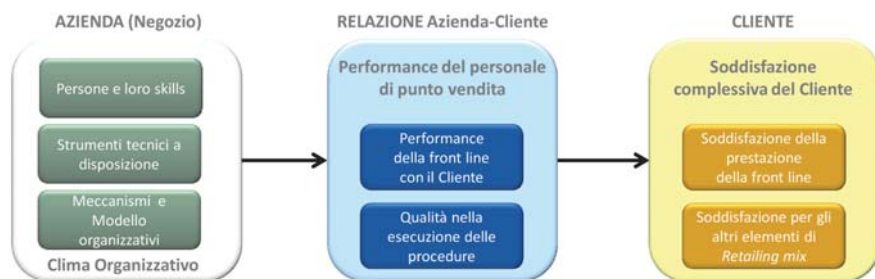 AZIENDA (Negozio)
Persone e loro skills
Strumenti tecnici a
disposizione
Meccanismi e
Modello
organizzativi
Clima Organizzativo
RELAZIONE Azienda-Cliente
Performance del personale
di punto vendita
Performance
della front line
con il Cliente
Qualità nella
esecuzione delle
procedure
CLIENTE
Soddisfazione
complessiva del Cliente
Soddisfazione della
prestazione
della front line
Soddisfazione per gli
altri elementi di
Retailing mix